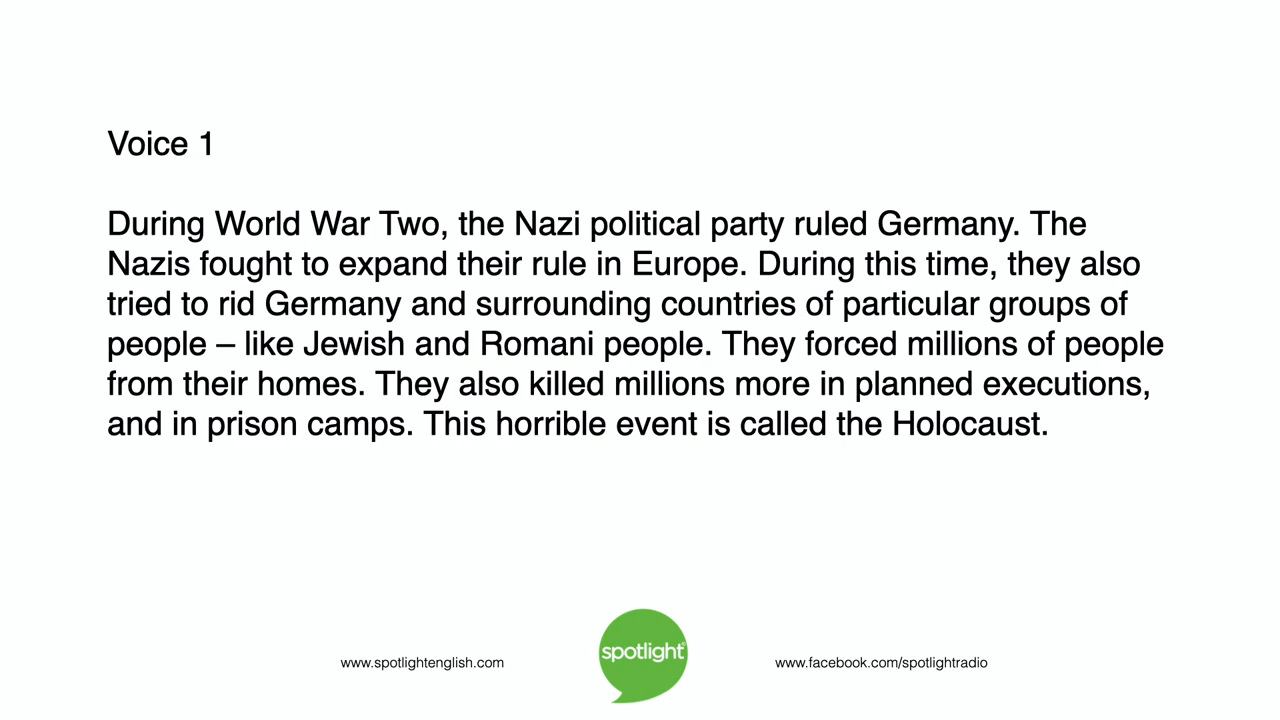 Voice 1
During World War Two, the Nazi political party ruled Germany. The
Nazis fought to expand their rule in Europe. During this time, they also
tried to rid Germany and surrounding countries of particular groups of
people – like Jewish and Romani people. They forced millions of people
from their homes. They also killed millions more in planned executions,
and in prison camps. This horrible event is called the Holocaust.
www.spotlightenglish.com
spotlight®
www.facebook.com/spotlightradio